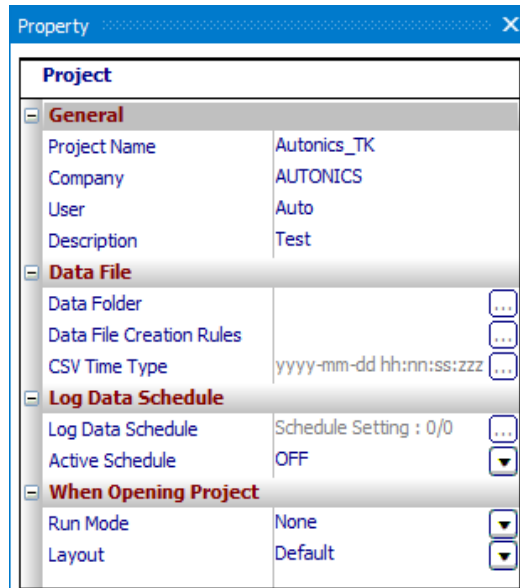 Property
Project
General
Project Name Autonics_TK
Company AUTONICS
User Auto
Description Test
Data File
Data Folder ...
Data File Creation Rules ...
CSV Time Type yyyy-mm-dd hh:nn:ss:zzz ...
Log Data Schedule
Log Data Schedule Schedule Setting : 0/0 ...
Active Schedule OFF
When Opening Project
Run Mode None
Layout Default